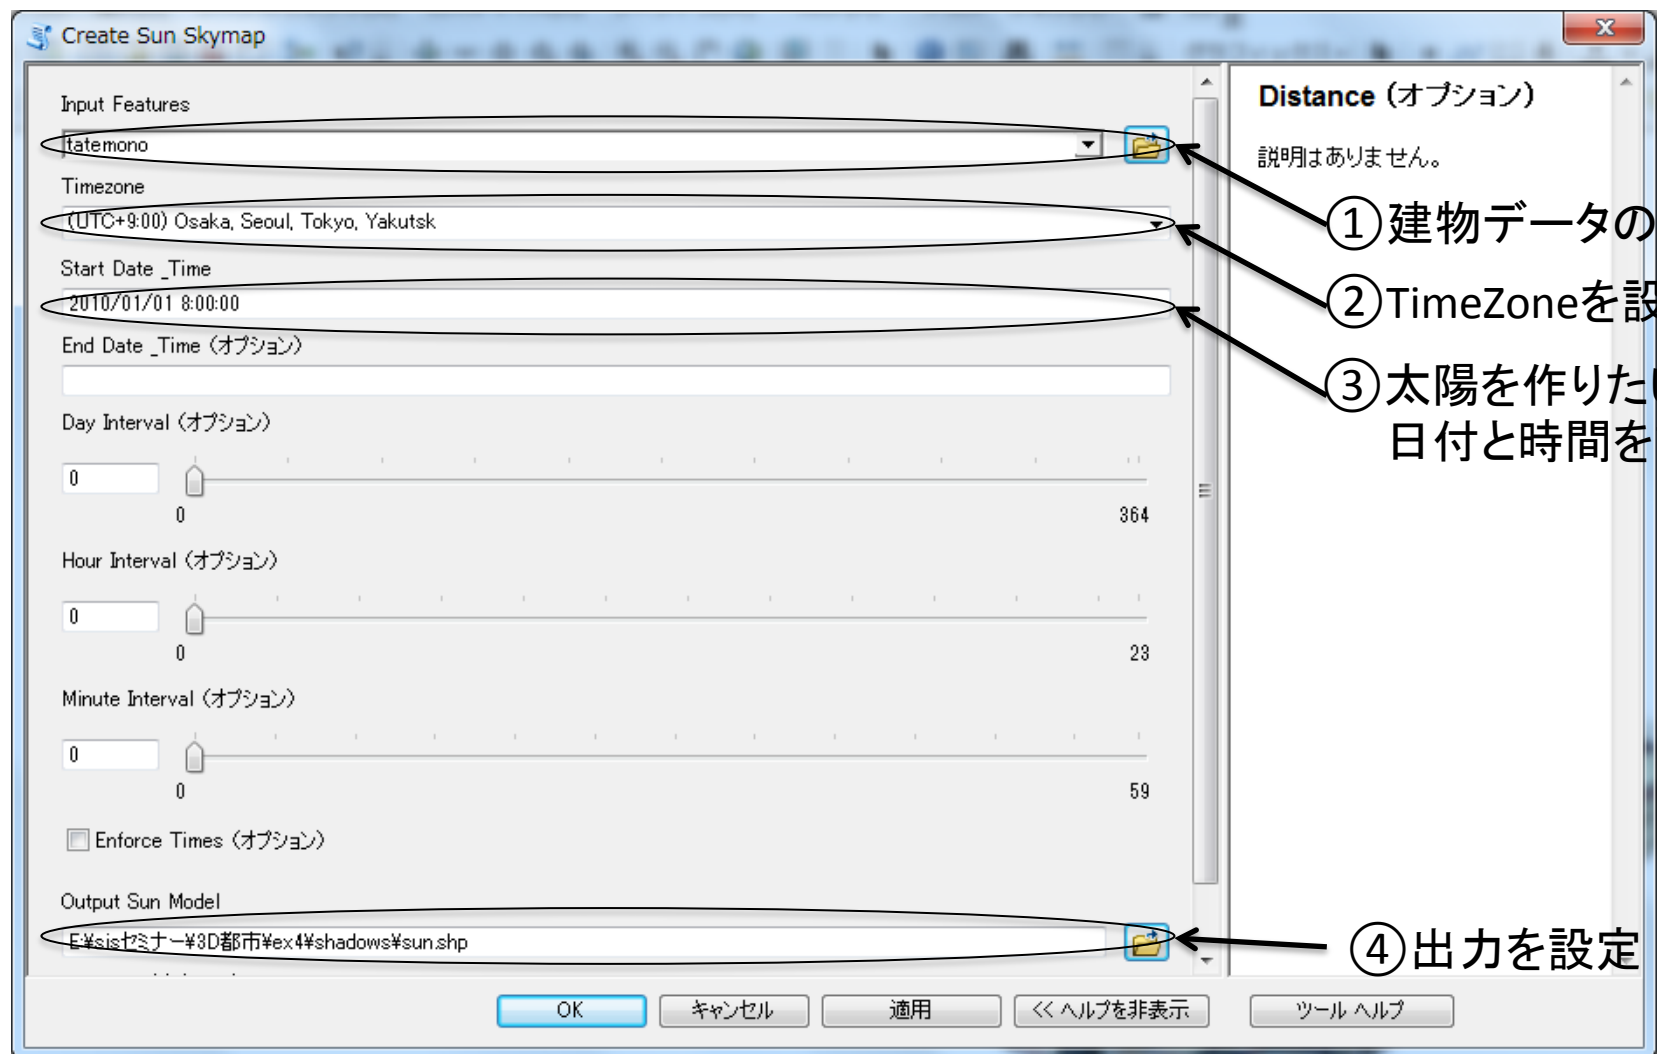 Create Sun Skymap
Input Features
tatemono
Timezone
(UTC+9:00) Osaka, Seoul, Tokyo, Yakutsk
Start Date _Time
2010/01/01 8:00:00
End Date _Time (オプション)
Day Interval (オプション)
0
0 364
Hour Interval (オプション)
0
0 23
Minute Interval (オプション)
0
0 59
Enforce Times (オプション)
Output Sun Model
E:¥sisセミナー¥3D都市¥ex4¥shadows¥sun.shp
OK キャンセル 適用 << ヘルプを非表示 ツール ヘルプ
Distance (オプション)
説明はありません。
①建物データの
②TimeZoneを設
③太陽を作りたい
日付と時間を
④出力を設定